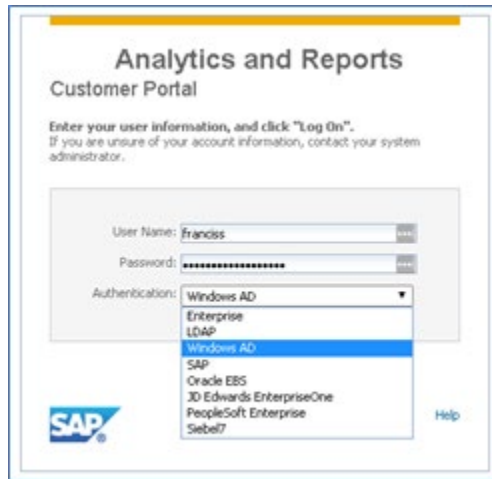 Analytics and Reports
Customer Portal
Enter your user information, and click "Log On".
If you are unsure of your account information, contact your system
administrator.
User Name: franciss
Password: ••••••••••••••••••
Authentication: Windows AD
Enterprise
LDAP
Windows AD
SAP
Oracle EBS
JD Edwards EnterpriseOne
PeopleSoft Enterprise
Siebel7
SAP® Help